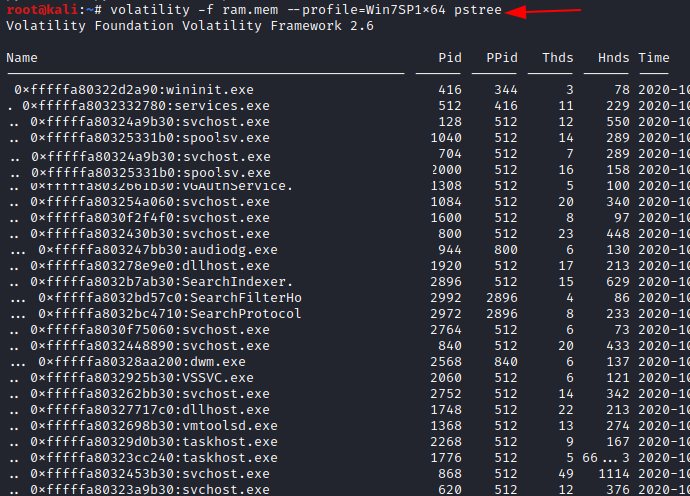 root@kali:~# volatility -f ram.mem --profile=Win7SP1×64 pstree
Volatility Foundation Volatility Framework 2.6
Name Pid PPid Thds Hnds Time
0×fffffa80322d2a90:wininit.exe 416 344 3 78 2020-10
. 0×fffffa8032332780:services.exe 512 416 11 229 2020-10
.. 0×fffffa80324a9b30:svchost.exe 128 512 12 550 2020-10
.. 0×fffffa80325331b0:spoolsv.exe 1040 512 14 289 2020-10
.. 0×fffffa80324a9b30:svchost.exe 704 512 7 289 2020-10
.. 0×fffffa80325331b0:spoolsv.exe 2000 512 16 158 2020-10
.. 0×fffffa80326b1b30:VGAuthService. 1308 512 5 100 2020-10
.. 0×fffffa803254a060:svchost.exe 1084 512 20 340 2020-10
.. 0×fffffa8030f2f4f0:svchost.exe 1600 512 8 97 2020-10
.. 0×fffffa8032430b30:svchost.exe 800 512 23 448 2020-10
... 0×fffffa803247bb30:audiodg.exe 944 800 6 130 2020-10
.. 0×fffffa803278e9e0:dllhost.exe 1920 512 17 213 2020-10
.. 0×fffffa8032b7ab30:SearchIndexer. 2896 512 15 629 2020-10
... 0×fffffa8032bd57c0:SearchFilterHo 2992 2896 4 86 2020-10
... 0×fffffa8032bc4710:SearchProtocol 2972 2896 8 233 2020-10
.. 0×fffffa8030f75060:svchost.exe 2764 512 6 73 2020-10
.. 0×fffffa8032448890:svchost.exe 840 512 20 433 2020-10
... 0×fffffa80328aa200:dwm.exe 2568 840 6 137 2020-10
.. 0×fffffa8032925b30:VSSVC.exe 2060 512 6 121 2020-10
.. 0×fffffa803262bb30:svchost.exe 2752 512 14 342 2020-10
.. 0×fffffa80327717c0:dllhost.exe 1748 512 22 213 2020-10
.. 0×fffffa8032698b30:vmtoolsd.exe 1368 512 13 274 2020-10
.. 0×fffffa80329d0b30:taskhost.exe 2268 512 9 167 2020-10
.. 0×fffffa80323cc240:taskhost.exe 1776 512 5 66...3 2020-10
.. 0×fffffa8032453b30:svchost.exe 868 512 49 1114 2020-10
.. 0×fffffa80323a9b30:svchost.exe 620 512 12 376 2020-10